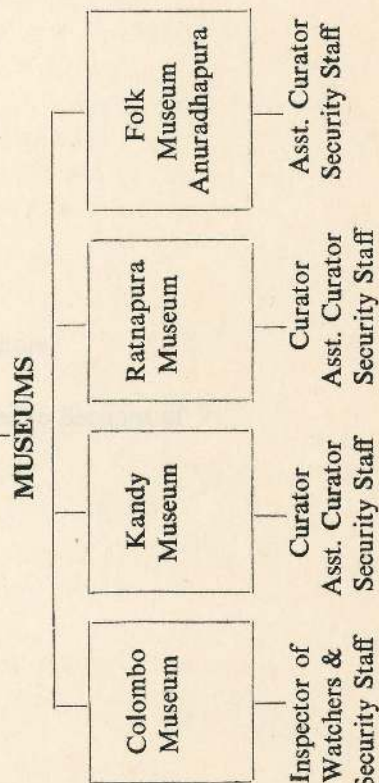 MUSEUMS
Colombo
Museum
Kandy
Museum
Ratnapura
Museum
Folk
Museum
Anuradhapura
Inspector of
Watchers &
Security Staff
Curator
Asst. Curator
Security Staff
Curator
Asst. Curator
Security Staff
Asst. Curator
Security Staff